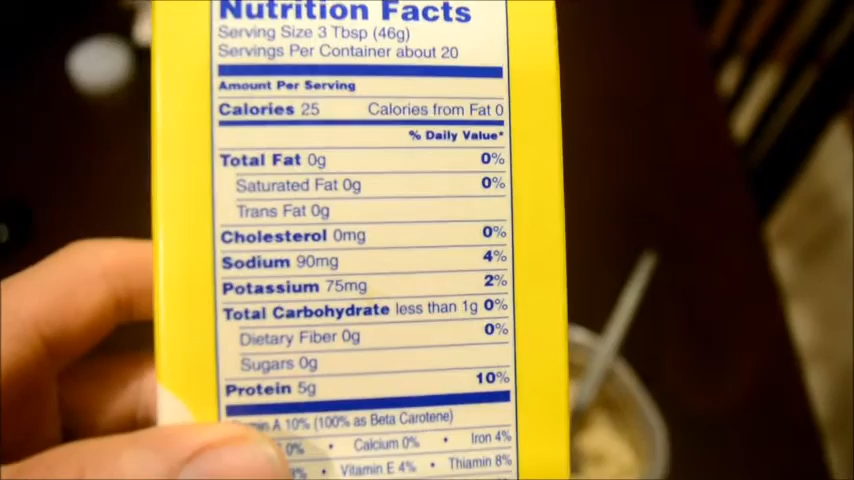 Nutrition Facts
Serving Size 3 Tbsp (46g)
Servings Per Container about 20
Amount Per Serving
Calories 25 Calories from Fat 0
% Daily Value*
Total Fat 0g 0%
Saturated Fat 0g 0%
Trans Fat 0g
Cholesterol 0mg 0%
Sodium 90mg 4%
Potassium 75mg 2%
Total Carbohydrate less than 1g 0%
Dietary Fiber 0g 0%
Sugars 0g
Protein 5g 10%
A 10% (100% as Beta Carotene)
0% • Calcium 0% • Iron 4%
• Vitamin E 4% • Thiamin 8%